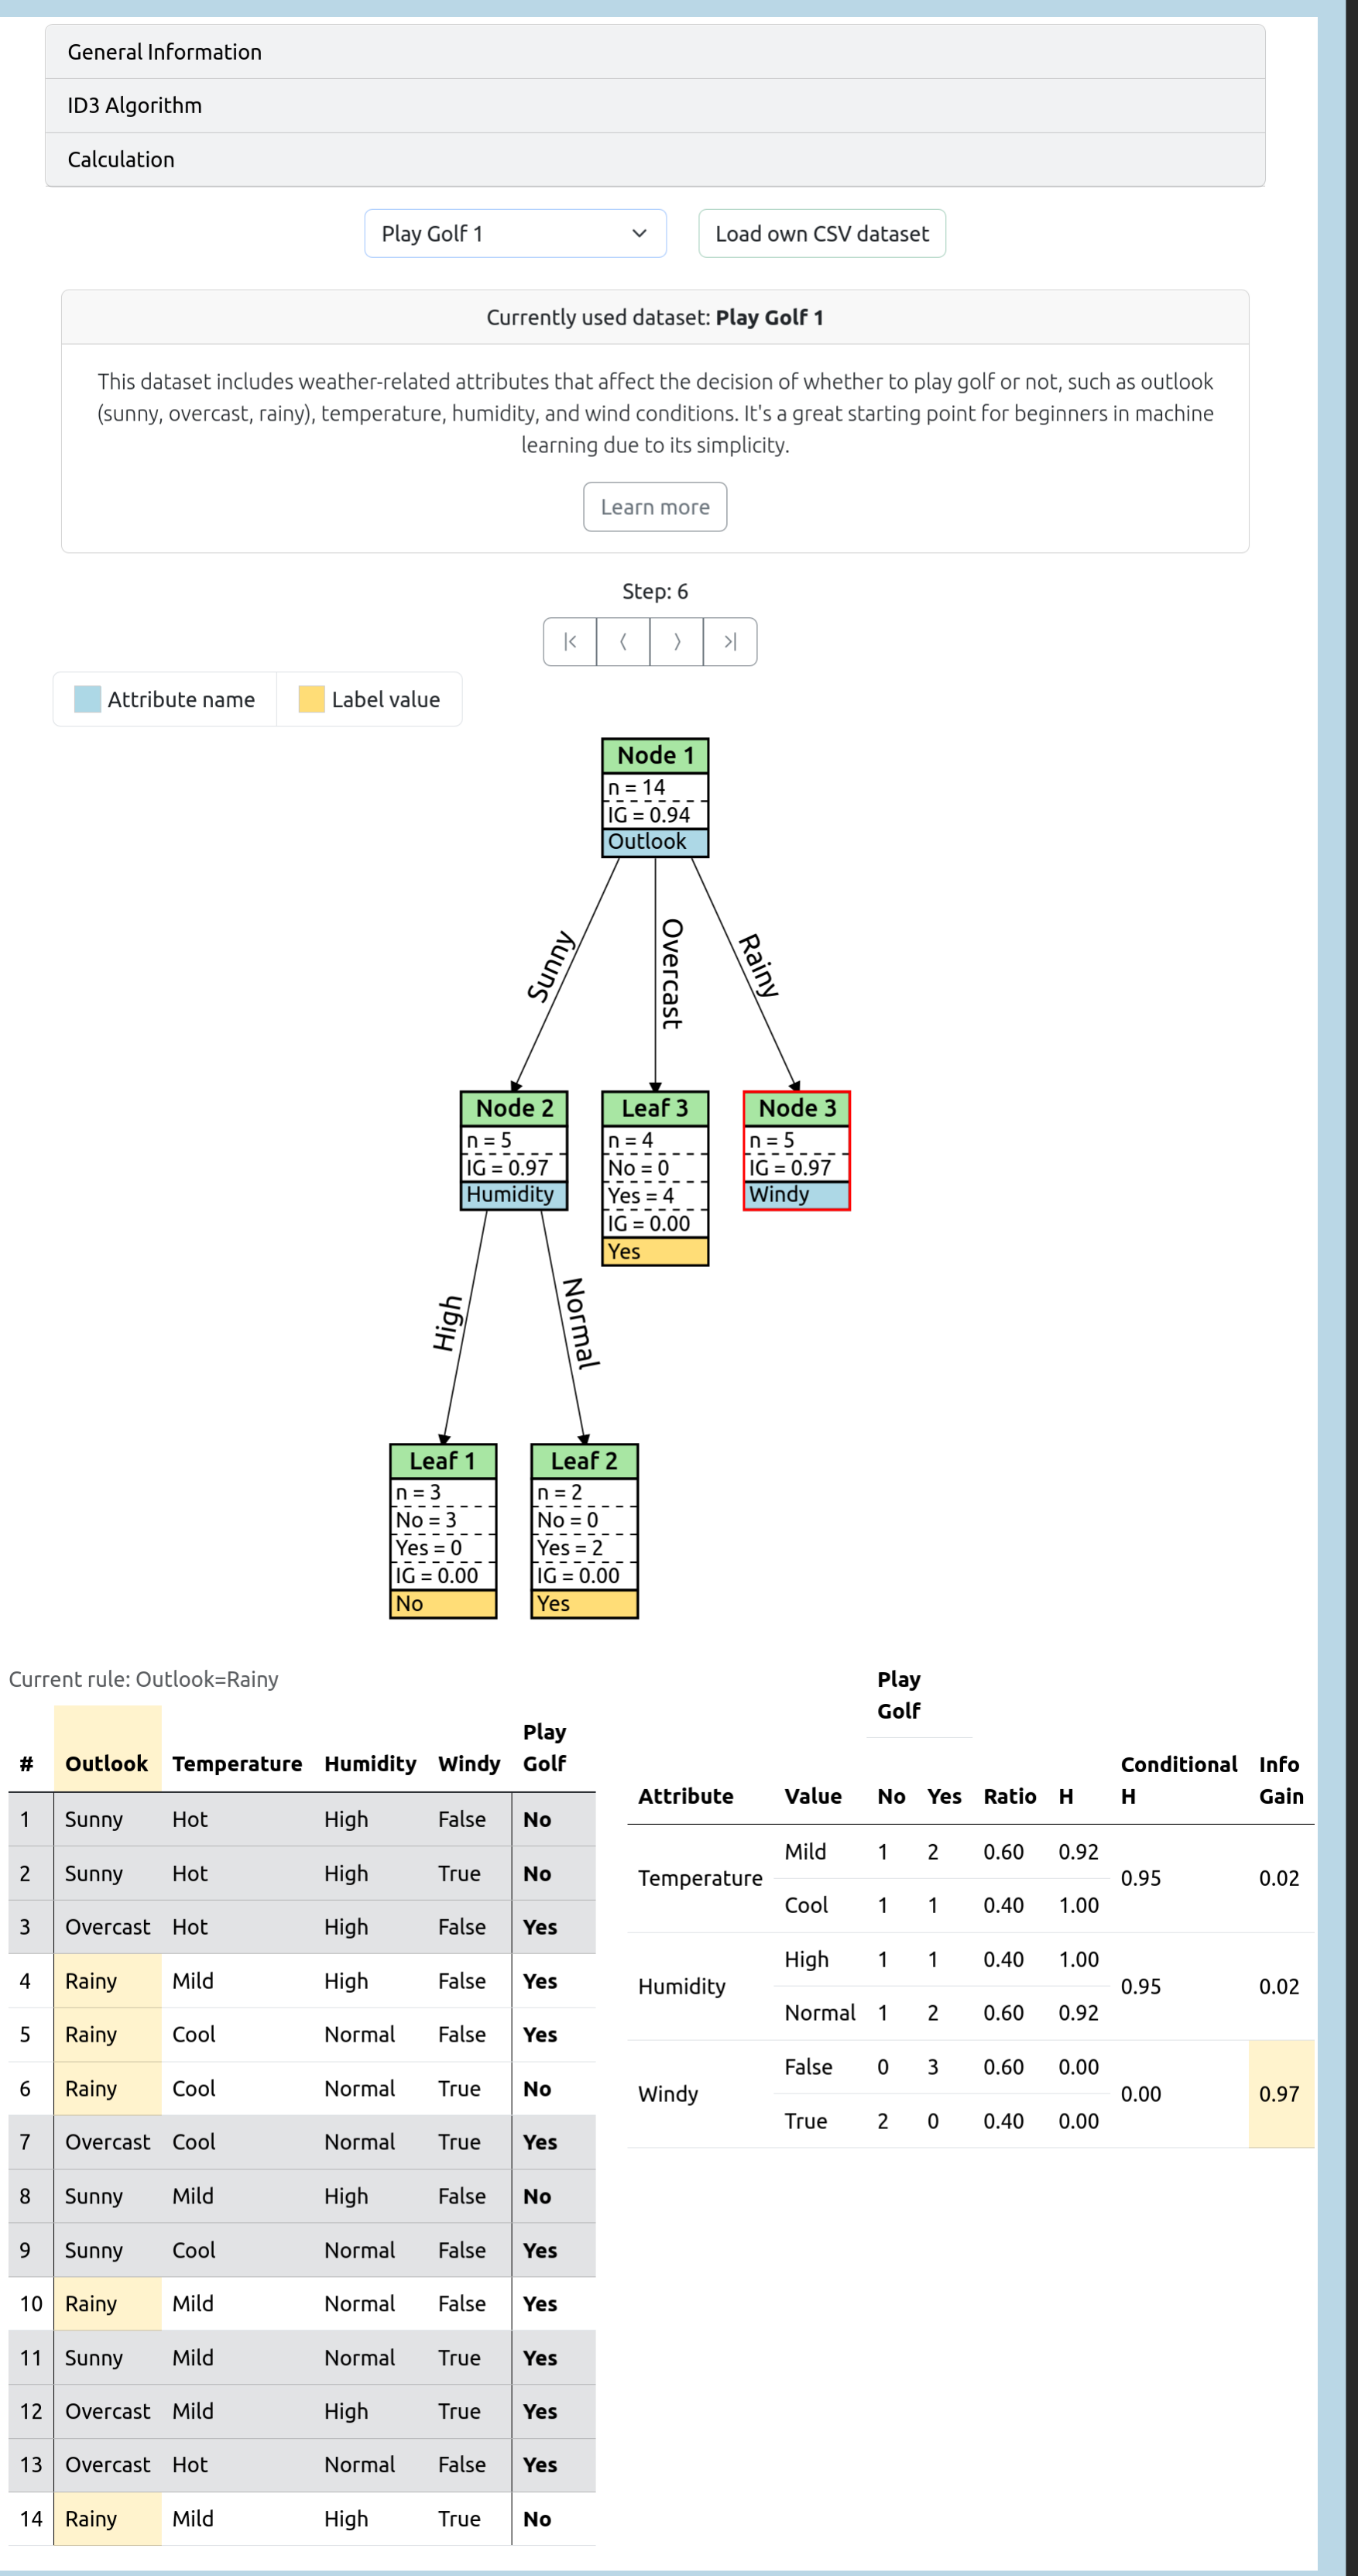 General Information
ID3 Algorithm
Calculation
Play Golf 1
Load own CSV dataset
Currently used dataset: Play Golf 1
This dataset includes weather-related attributes that affect the decision of whether to play golf or not, such as outlook
(sunny, overcast, rainy), temperature, humidity, and wind conditions. It's a great starting point for beginners in machine
learning due to its simplicity.
Learn more
Step: 6
Attribute name
Label value
Node 1
n = 14
IG = 0.94
Outlook
Sunny
Overcast
Rainy
Node 2
n = 5
IG = 0.97
Humidity
Leaf 3
n = 4
No = 0
Yes = 4
IG = 0.00
Yes
Node 3
n = 5
IG = 0.97
Windy
High
Normal
Leaf 1
n = 3
No = 3
Yes = 0
IG = 0.00
No
Leaf 2
n = 2
No = 0
Yes = 2
IG = 0.00
Yes
Current rule: Outlook=Rainy
# Outlook Temperature Humidity Windy Play Golf
1 Sunny Hot High False No
2 Sunny Hot High True No
3 Overcast Hot High False Yes
4 Rainy Mild High False Yes
5 Rainy Cool Normal False Yes
6 Rainy Cool Normal True No
7 Overcast Cool Normal True Yes
8 Sunny Mild High False No
9 Sunny Cool Normal False Yes
10 Rainy Mild Normal False Yes
11 Sunny Mild Normal True Yes
12 Overcast Mild High True Yes
13 Overcast Hot Normal False Yes
14 Rainy Mild High True No
Play
Golf
Attribute Value No Yes Ratio H Conditional H Info Gain
Temperature Mild 1 2 0.60 0.92 0.95 0.02
Cool 1 1 0.40 1.00
Humidity High 1 1 0.40 1.00 0.95 0.02
Normal 1 2 0.60 0.92
Windy False 0 3 0.60 0.00 0.00 0.97
True 2 0 0.40 0.00